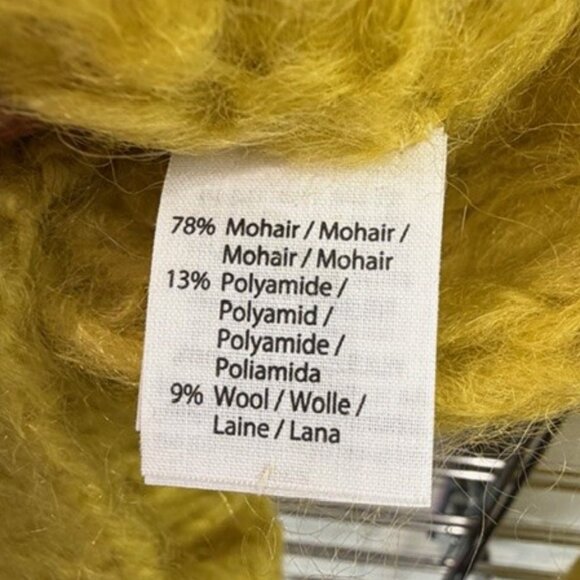 78% Mohair / Mohair /
Mohair / Mohair
13% Polyamide /
Polyamid /
Polyamide /
Poliamida
9% Wool / Wolle /
Laine / Lana